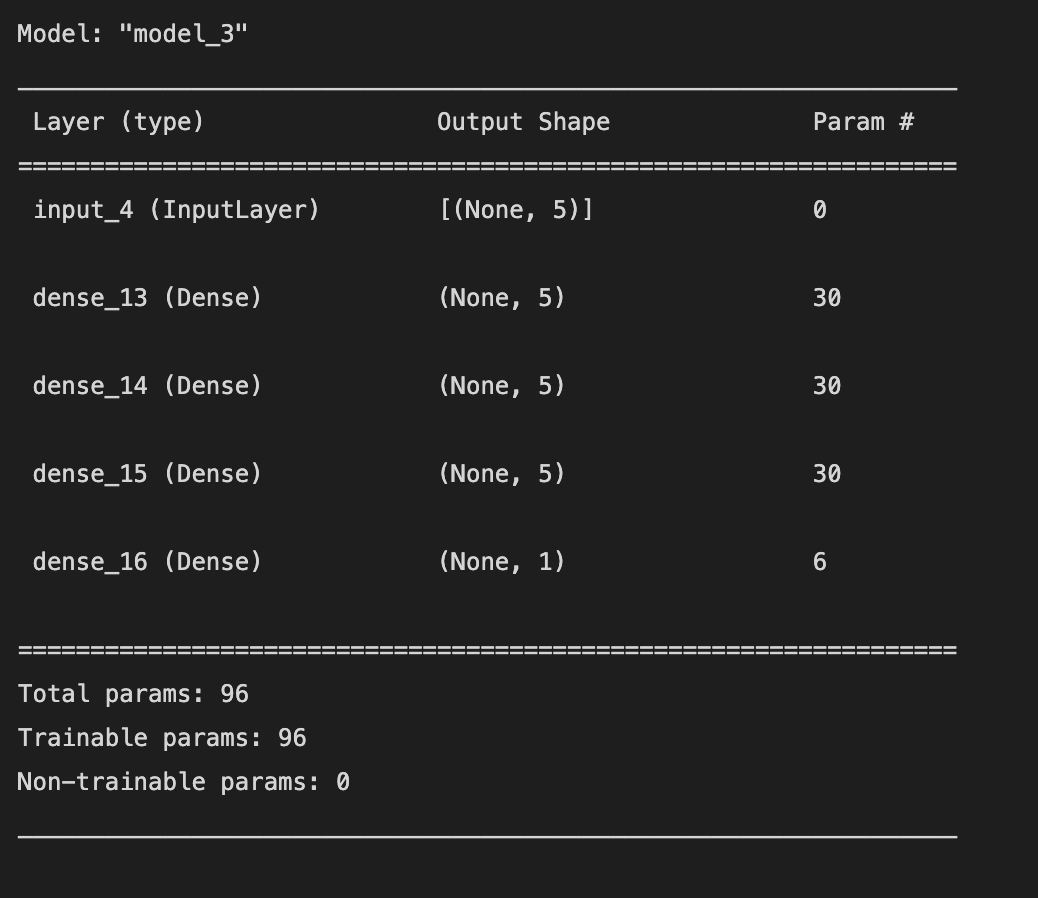 Model: "model_3"
_________________________________________________________________
Layer (type) Output Shape Param #
=================================================================
input_4 (InputLayer) [(None, 5)] 0
dense_13 (Dense) (None, 5) 30
dense_14 (Dense) (None, 5) 30
dense_15 (Dense) (None, 5) 30
dense_16 (Dense) (None, 1) 6
=================================================================
Total params: 96
Trainable params: 96
Non-trainable params: 0
_________________________________________________________________